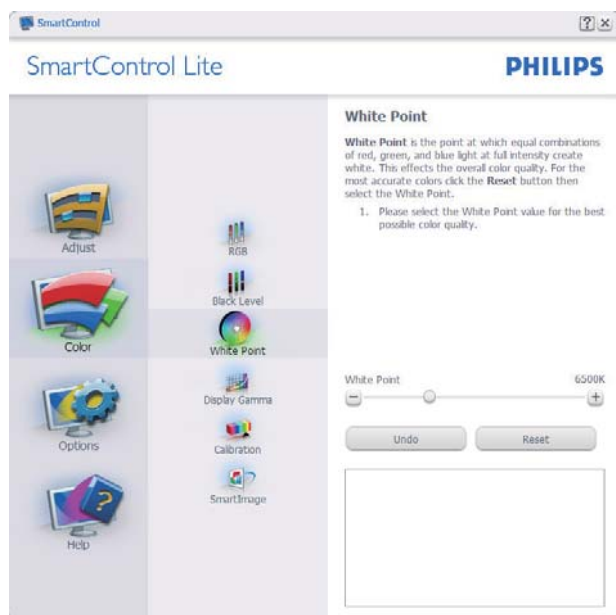 SmartControl
SmartControl Lite
PHILIPS
Adjust
Color
Options
Help
RGB
Black Level
White Point
Display Gamma
Calibration
SmartImage
White Point
White Point is the point at which equal combinations
of red, green, and blue light at full intensity create
white. This effects the overall color quality. For the
most accurate colors click the Reset button then
select the White Point.
1. Please select the White Point value for the best
possible color quality.
White Point 6500K
Undo Reset